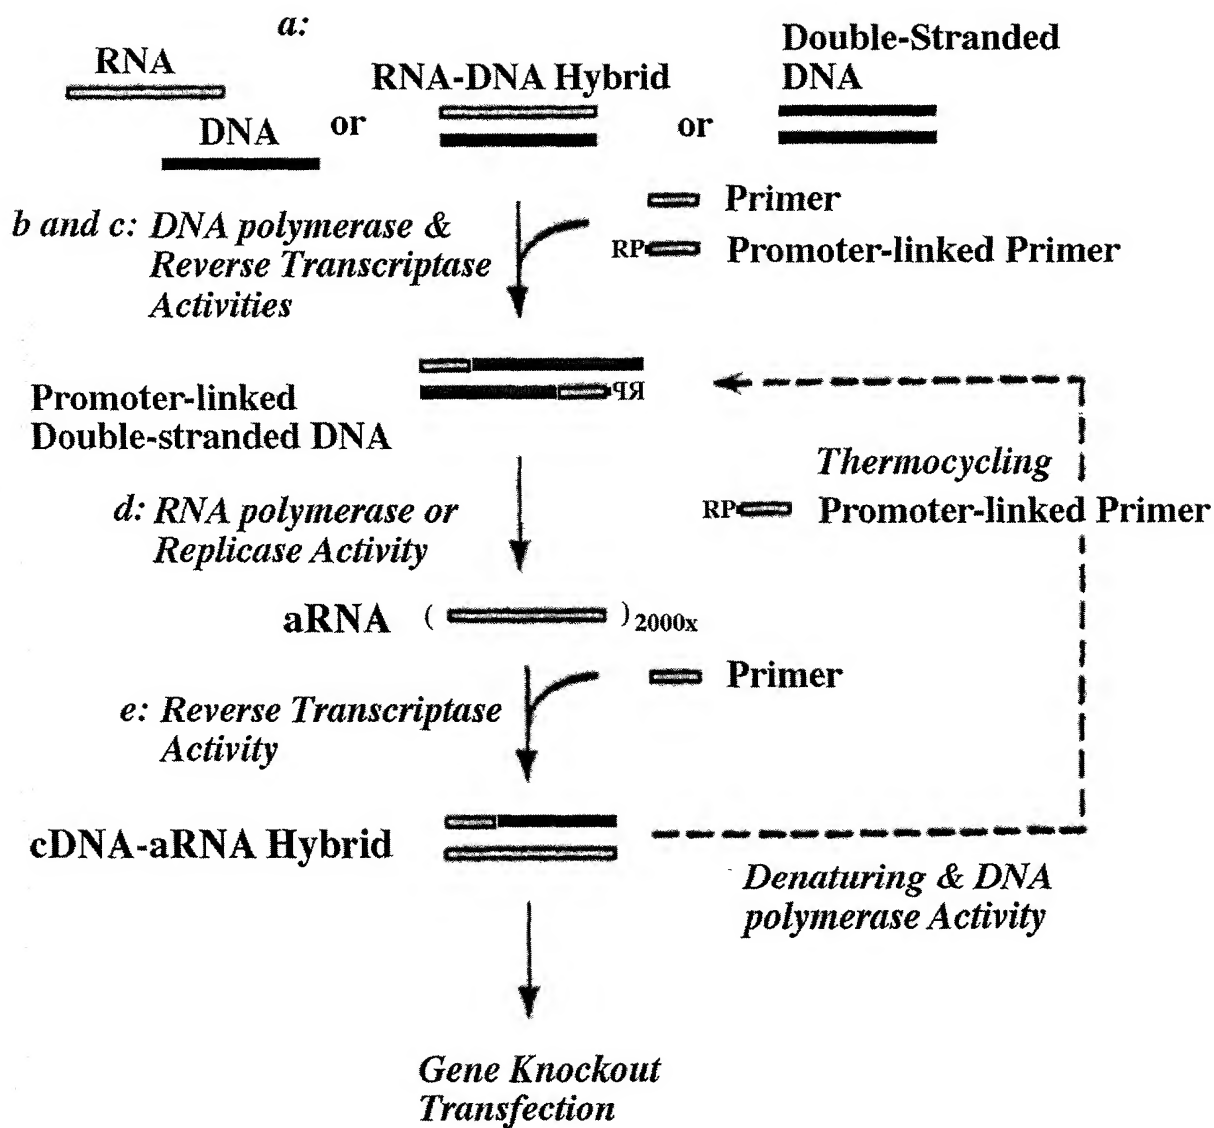 a:
RNA
DNA
or
RNA-DNA Hybrid
or
Double-Stranded
DNA
b and c: DNA polymerase &
Reverse Transcriptase
Activities
Primer
RP Promoter-linked Primer
Promoter-linked
Double-stranded DNA
RP
d: RNA polymerase or
Replicase Activity
Thermocycling
RP Promoter-linked Primer
aRNA ( )2000x
Primer
e: Reverse Transcriptase
Activity
cDNA-aRNA Hybrid
Denaturing & DNA
polymerase Activity
Gene Knockout
Transfection